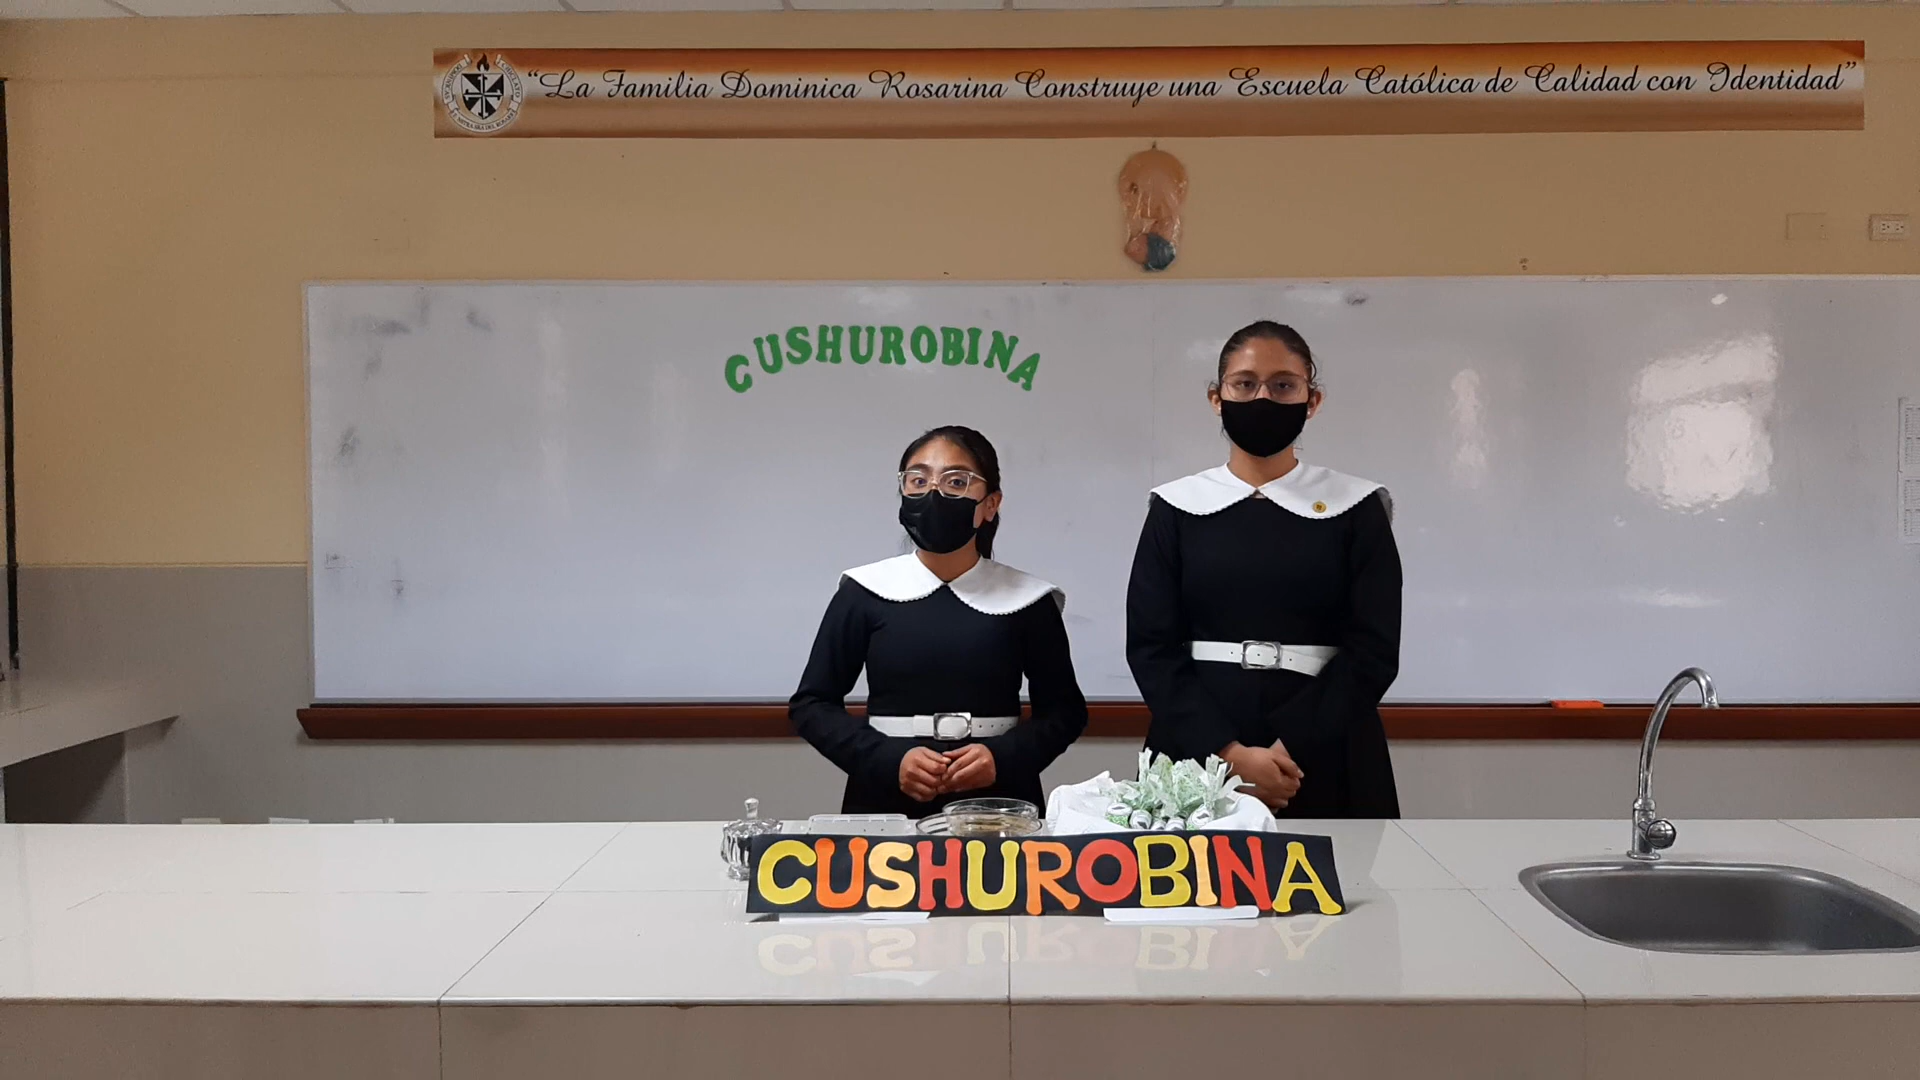 “La Familia Dominica Rosarina Construye una Escuela Católica de Calidad con Identidad”
CUSHUROBINA
CUSHUROBINA